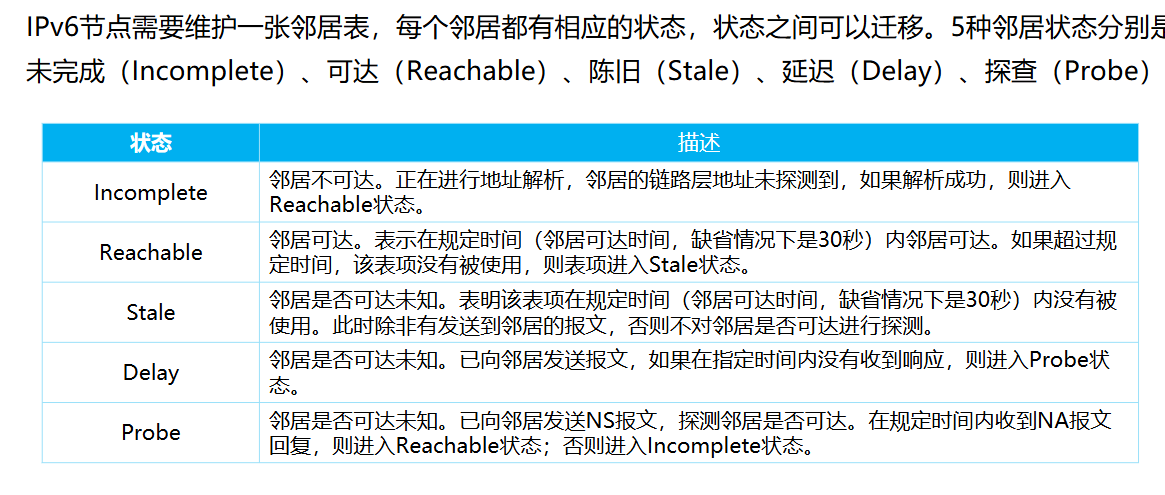 IPv6节点需要维护一张邻居表，每个邻居都有相应的状态，状态之间可以迁移。5种邻居状态分别是
未完成（Incomplete）、可达（Reachable）、陈旧（Stale）、延迟（Delay）、探查（Probe）
状态 描述
Incomplete
邻居不可达。正在进行地址解析，邻居的链路层地址未探测到，如果解析成功，则进入
Reachable状态。
Reachable
邻居可达。表示在规定时间（邻居可达时间，缺省情况下是30秒）内邻居可达。如果超过规
定时间，该表项没有被使用，则表项进入Stale状态。
Stale
邻居是否可达未知。表明该表项在规定时间（邻居可达时间，缺省情况下是30秒）内没有被
使用。此时除非有发送到邻居的报文，否则不对邻居是否可达进行探测。
Delay
邻居是否可达未知。已向邻居发送报文，如果在指定时间内没有收到响应，则进入Probe状
态。
Probe
邻居是否可达未知。已向邻居发送NS报文，探测邻居是否可达。在规定时间内收到NA报文
回复，则进入Reachable状态；否则进入Incomplete状态。